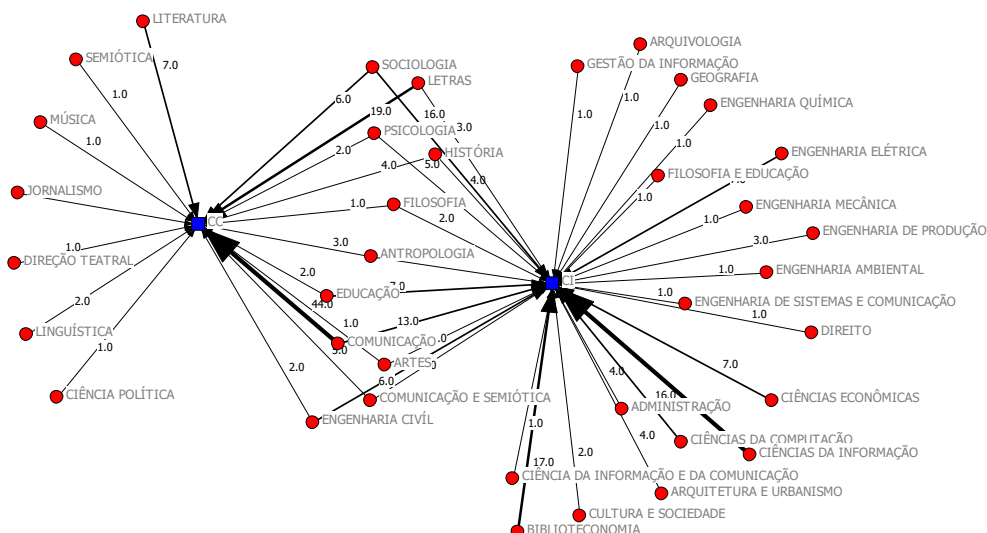 LITERATURA
ARQUIVOLOGIA
SEMIÓTICA
SOCIOLOGIA
GESTÃO DA INFORMAÇÃO
7.0
LETRAS
GEOGRAFIA
1.0
6.0
19.0
16.0
1.0
1.0
ENGENHARIA QUÍMICA
MÚSICA
PSICOLOGIA
3.0
1.0
1.0
2.0
HISTÓRIA
1.0
ENGENHARIA ELÉTRICA
4.0
5.0
4.0
FILOSOFIA E EDUCAÇÃO
JORNALISMO
1.0
FILOSOFIA
1.0
2.0
ENGENHARIA MECÂNICA
1.0
CC
ENGENHARIA DE PRODUÇÃO
3.0
1.0
3.0
ANTROPOLOGIA
DIREÇÃO TEATRAL
2.0
CI
1.0
ENGENHARIA AMBIENTAL
EDUCAÇÃO
7.0
1.0
ENGENHARIA DE SISTEMAS E COMUNICAÇÃO
2.0
44.0
1.0
13.0
1.0
DIREITO
LINGUÍSTICA
COMUNICAÇÃO
.0
1.0
5.0
ARTES
2.0
6.0
0
4.0
7.0
CIÊNCIA POLÍTICA
COMUNICAÇÃO E SEMIÓTICA
16.0
CIÊNCIAS ECONÔMICAS
ENGENHARIA CIVÍL
1.0
ADMINISTRAÇÃO
4.0
CIÊNCIAS DA COMPUTAÇÃO
2.0
CIÊNCIAS DA INFORMAÇÃO
17.0
CIÊNCIA DA INFORMAÇÃO E DA COMUNICAÇÃO
ARQUITETURA E URBANISMO
CULTURA E SOCIEDADE
BIBLIOTECONOMIA